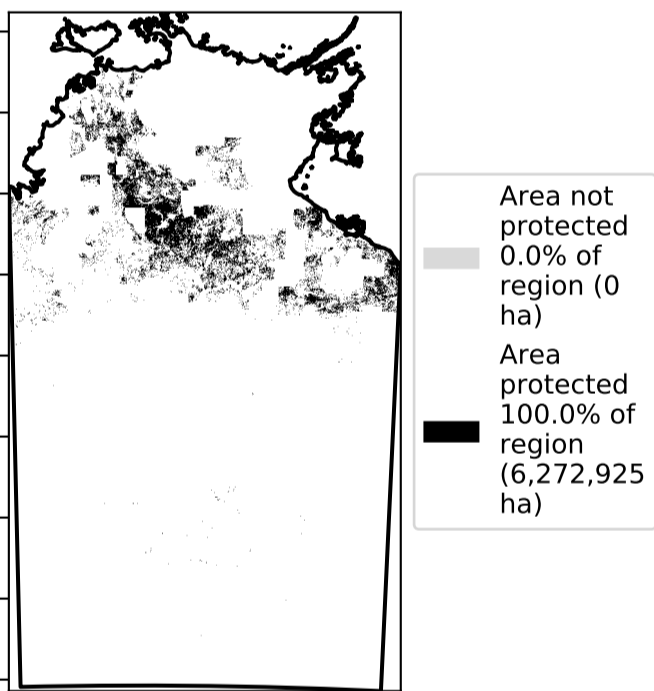 Area not
protected
0.0% of
region (0
ha)
Area
protected
100.0% of
region
(6,272,925
ha)